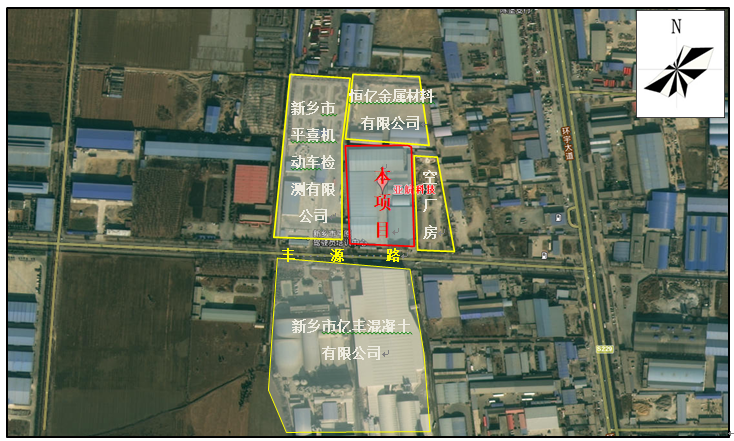 N
恒亿金属材料
有限公司
新乡市
平喜机
动车检
测有限
公司
本
项
目
空
厂
房
环宇大道
丰源路
S229
新乡市亿丰混凝土
有限公司